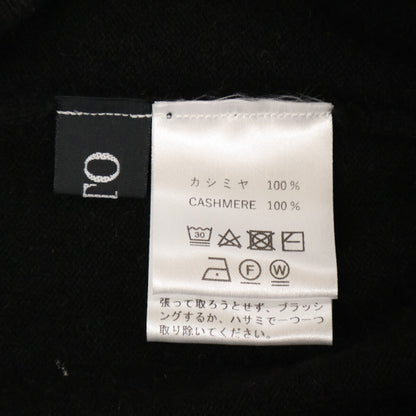 カシミヤ 100%
CASHMERE 100%
30
F W
張って取ろうとせず、ブラッシ
ングするか、ハサミで一つ一つ
取り除いてください。
TO